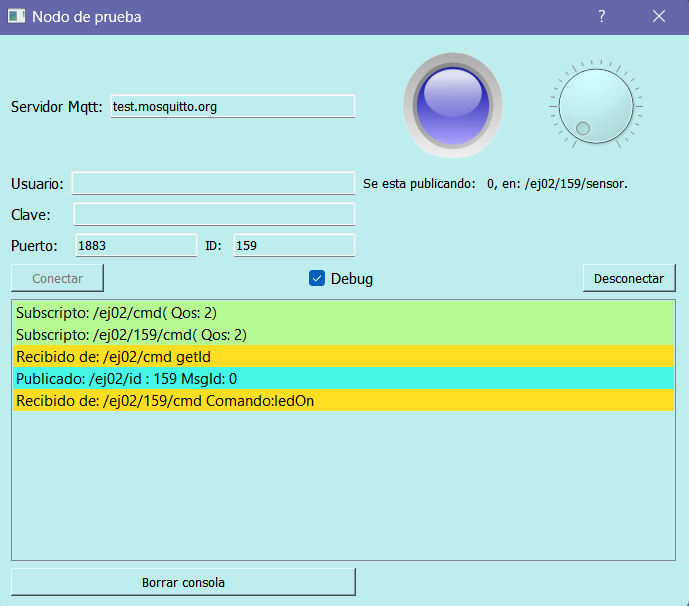 Nodo de prueba
?
Servidor Mqtt: test.mosquitto.org
Usuario:
Se esta publicando: 0, en: /ej02/159/sensor.
Clave:
Puerto: 1883 ID: 159
Conectar Debug Desconectar
Subscripto: /ej02/cmd( Qos: 2)
Subscripto: /ej02/159/cmd( Qos: 2)
Recibido de: /ej02/cmd getId
Publicado: /ej02/id : 159 MsgId: 0
Recibido de: /ej02/159/cmd Comando:ledOn
Borrar consola